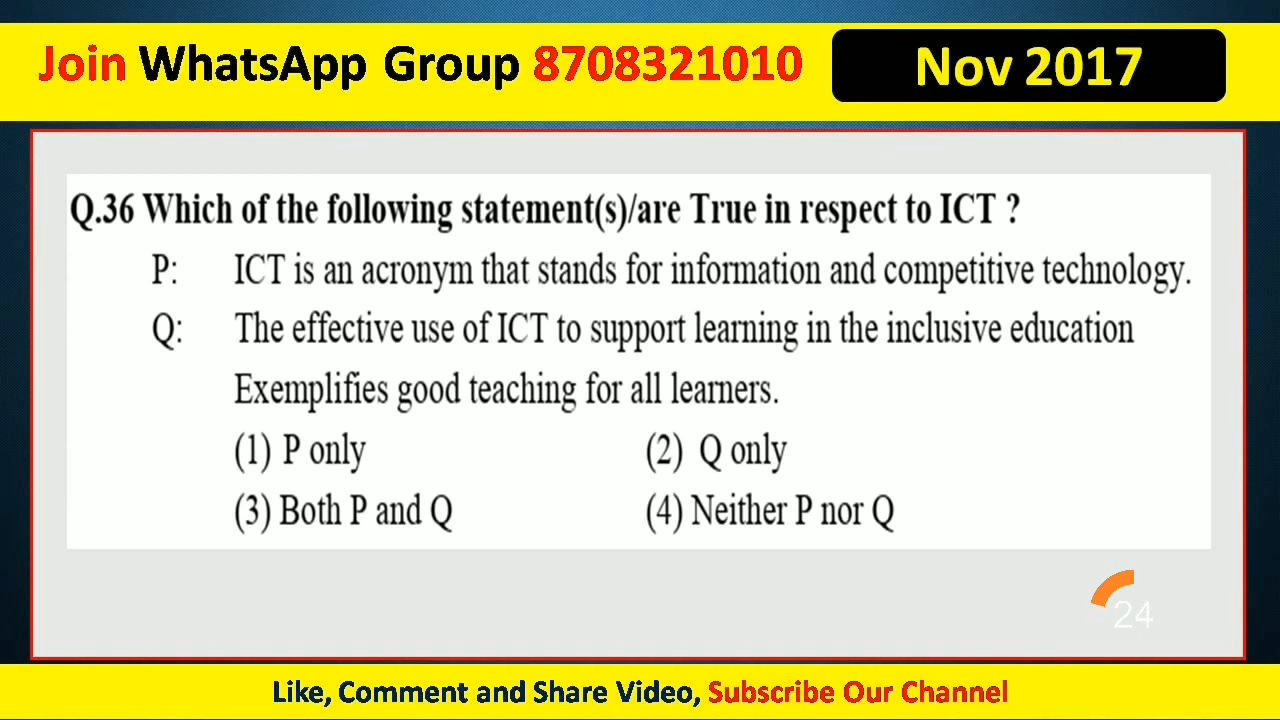 Join WhatsApp Group 8708321010
Nov 2017
Q.36 Which of the following statement(s)/are True in respect to ICT ?
P: ICT is an acronym that stands for information and competitive technology.
Q: The effective use of ICT to support learning in the inclusive education
Exemplifies good teaching for all learners.
(1) P only (2) Q only
(3) Both P and Q (4) Neither P nor Q
24
Like, Comment and Share Video, Subscribe Our Channel